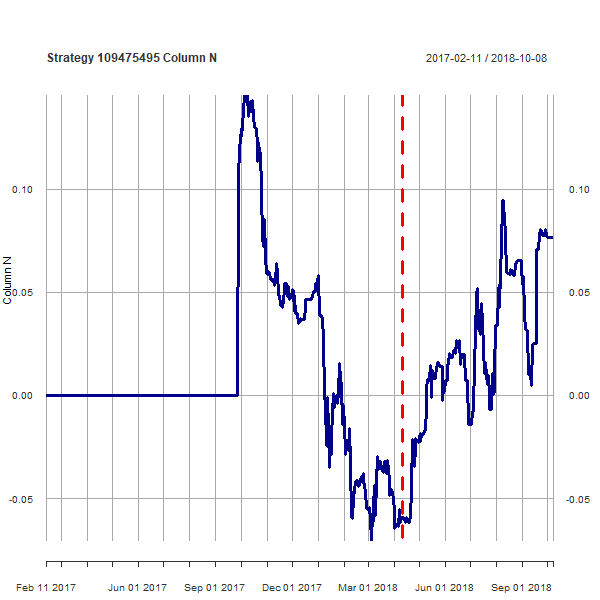 Strategy 109475495 Column N 2017-02-11 / 2018-10-08
0.10 0.10
0.05 0.05
Column N
0.00 0.00
-0.05 -0.05
Feb 11 2017 Jun 01 2017 Sep 01 2017 Dec 01 2017 Mar 01 2018 Jun 01 2018 Sep 01 2018